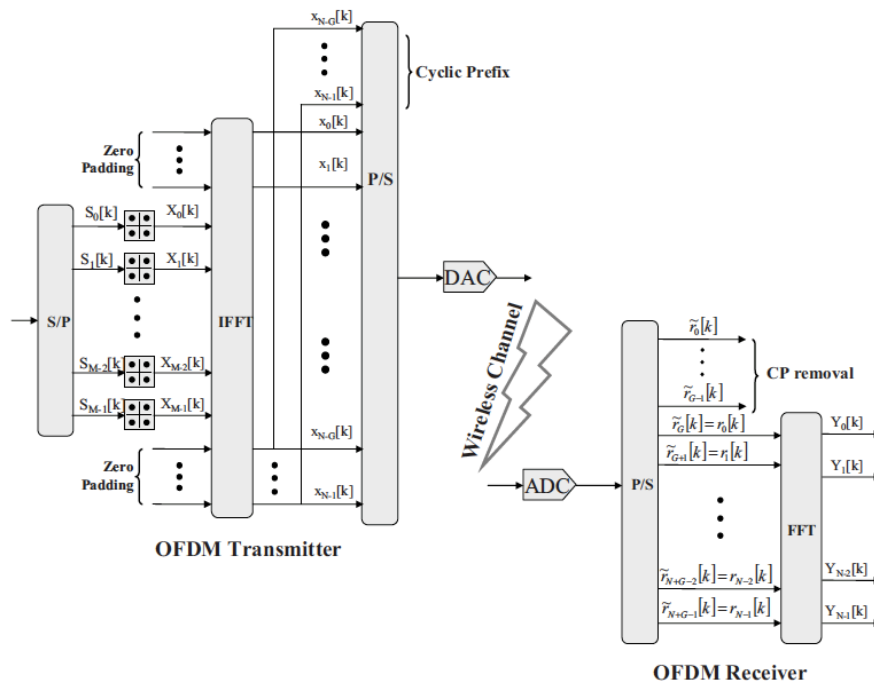 x_{N-G}[k]
Cyclic Prefix
x_{N-1}[k]
x_0[k]
Zero
Padding
x_1[k]
P/S
S_0[k]
X_0[k]
S_1[k]
X_1[k]
DAC
S/P
IFFT
Wireless Channel
r̃_0[k]
CP removal
S_{M-2}[k]
X_{M-2}[k]
r̃_{G-1}[k]
S_{M-1}[k]
X_{M-1}[k]
r̃_G[k]=r_0[k]
Y_0[k]
x_{N-G}[k]
r̃_{G+1}[k]=r_1[k]
Y_1[k]
Zero
Padding
ADC
P/S
x_{N-1}[k]
FFT
OFDM Transmitter
r̃_{N+G-2}[k]=r_{N-2}[k]
Y_{N-2}[k]
r̃_{N+G-1}[k]=r_{N-1}[k]
Y_{N-1}[k]
OFDM Receiver